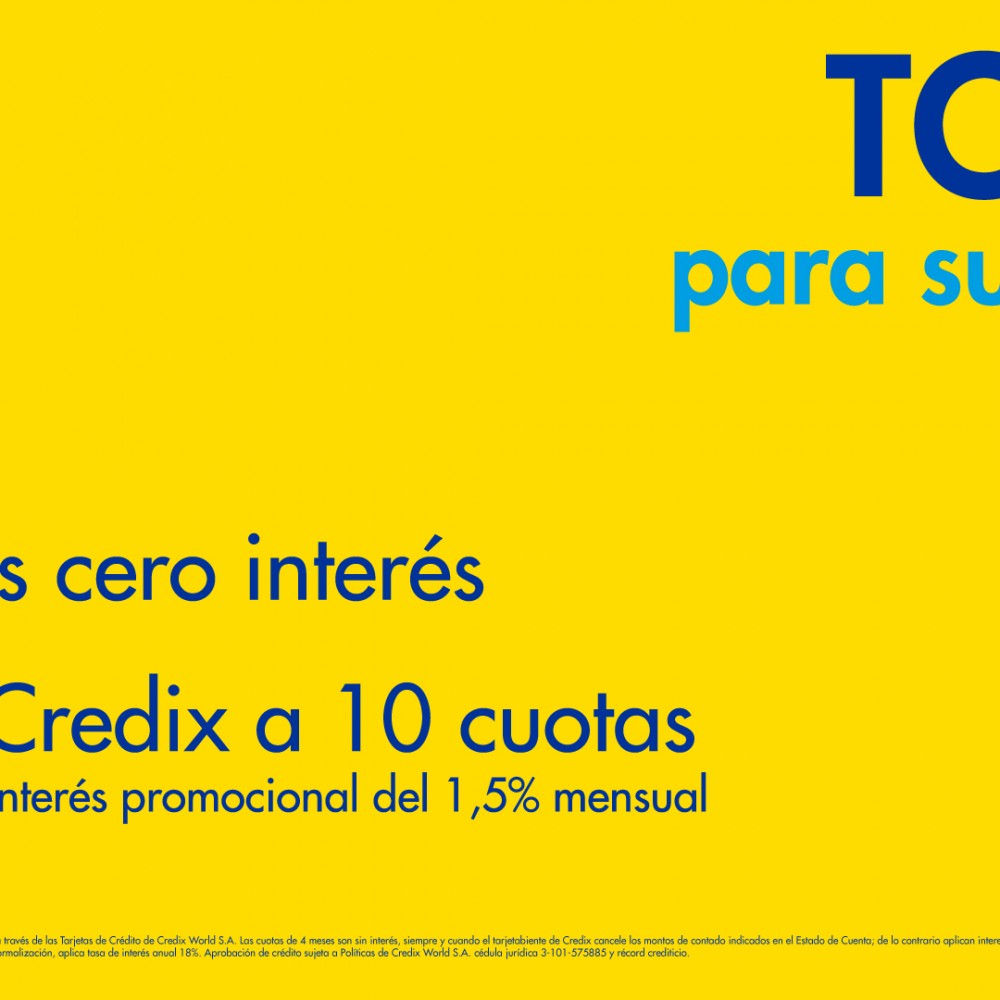 TO
para su
s cero interés
Credix a 10 cuotas
nterés promocional del 1,5% mensual
través de las Tarjetas de Crédito de Credix World S.A. Las cuotas de 4 meses son sin interés, siempre y cuando el tarjetabiente de Credix cancele los montos de contado indicados en el Estado de Cuenta; de lo contrario aplican intere
ormalización, aplica tasa de interés anual 18%. Aprobación de crédito sujeta a Políticas de Credix World S.A. cédula jurídica 3-101-575885 y récord crediticio.